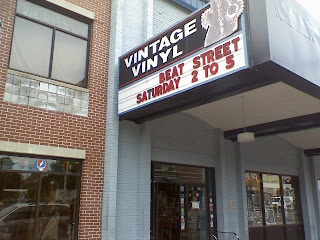 VINTAGE
VINYL
BEAT STREET
SATURDAY 2 TO 5